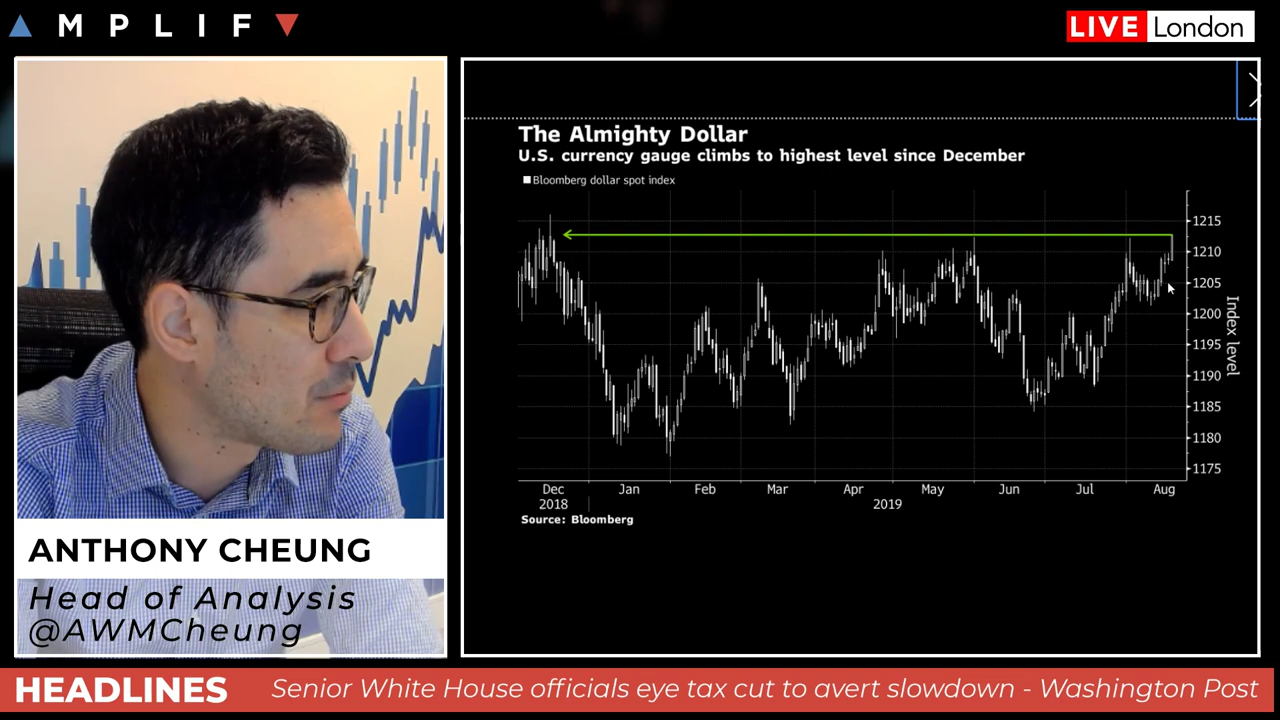 ▲ M P L I F ▼
LIVE London
The Almighty Dollar
U.S. currency gauge climbs to highest level since December
Bloomberg dollar spot index
1215
1210
1205
1200
1195
1190
1185
1180
1175
Index level
Dec Jan Feb Mar Apr May Jun Jul Aug
2018 2019
Source: Bloomberg
ANTHONY CHEUNG
Head of Analysis
@AWMCheung
HEADLINES Senior White House officials eye tax cut to avert slowdown - Washington Post